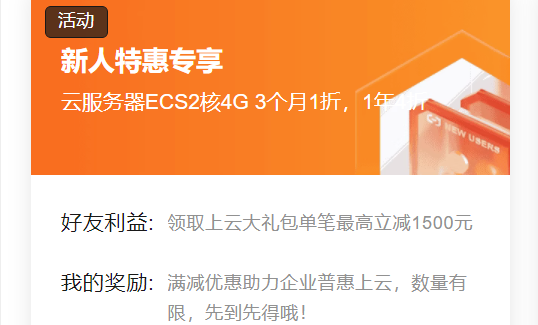 活动
新人特惠专享
云服务器ECS2核4G 3个月1折，1年4折
NEW USERS
好友利益: 领取上云大礼包单笔最高立减1500元
我的奖励: 满减优惠助力企业普惠上云，数量有
限，先到先得哦！